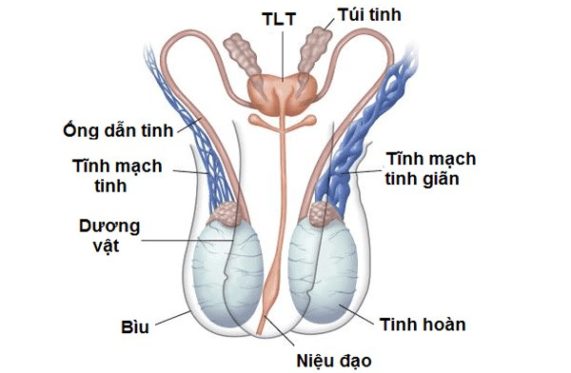 TLT
Túi tinh
Ống dẫn tinh
Tĩnh mạch
tinh
Tĩnh mạch
tinh giãn
Dương
vật
Bìu
Tinh hoàn
Niệu đạo